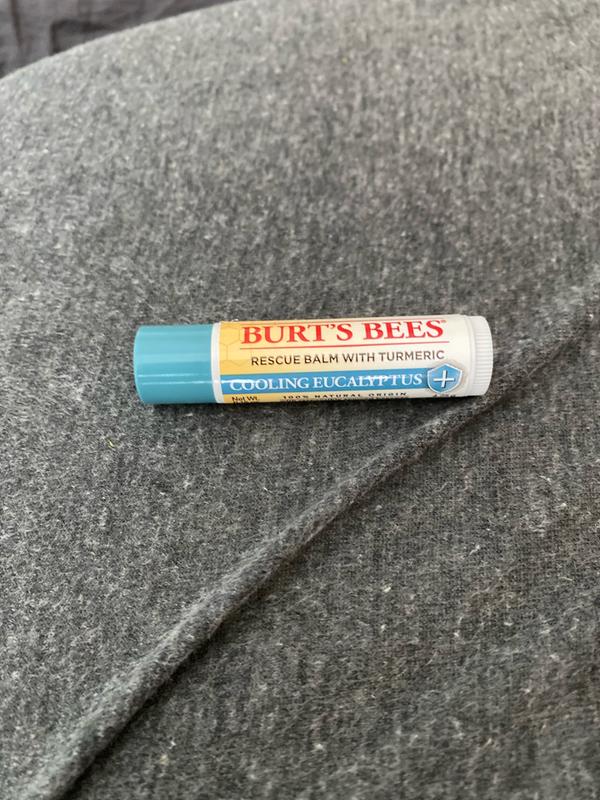 BURT'S BEES®
RESCUE BALM WITH TURMERIC
COOLING EUCALYPTUS
Net Wt.
100% NATURAL ORIGIN